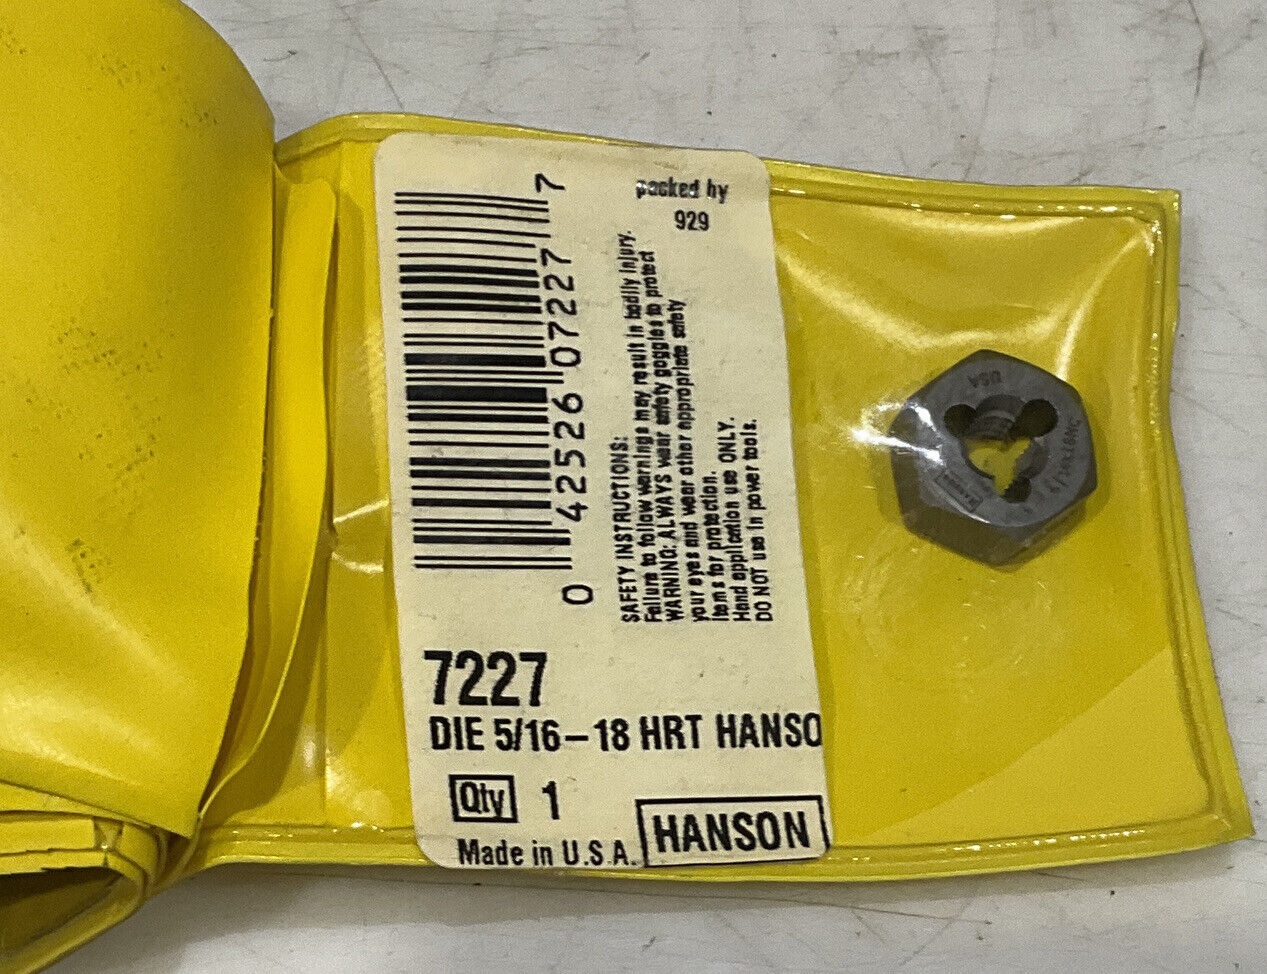 packed by
929
0 42526 07227 7
SAFETY INSTRUCTIONS:
Failure to follow warnings may result in bodily injury.
WARNING: ALWAYS wear safety goggles to protect
your eyes and wear other appropriate safety
items for protection.
Hand application use ONLY.
DO NOT use in power tools.
7227
DIE 5/16-18 HRT HANSO
Qty 1
Made in U.S.A.
HANSON
USA